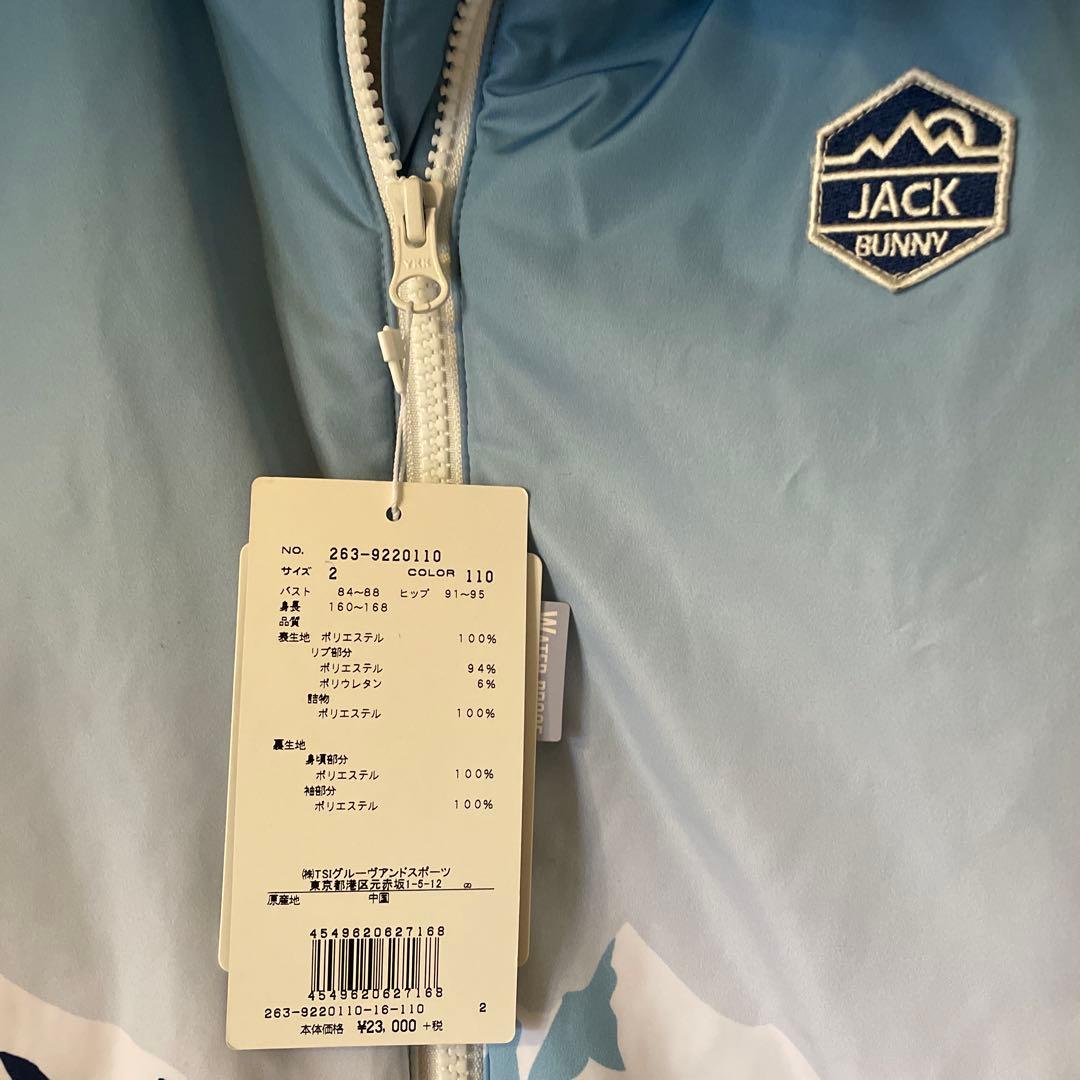 JACK
BUNNY
YKK
NO. 263-9220110
サイズ 2 COLOR 110
バスト 84~88 ヒップ 91~95
身長 160~168
品質
表生地 ポリエステル 100%
リブ部分
ポリエステル 94%
ポリウレタン 6%
詰物
ポリエステル 100%
裏生地
身頃部分
ポリエステル 100%
袖部分
ポリエステル 100%
WATER PROOF
㈱TSIグルーヴアンドスポーツ
東京都港区元赤坂1-5-12
原産地 中国
4549620627168
4549620627168
263-9220110-16-110 2
本体価格 ¥23,000 +税